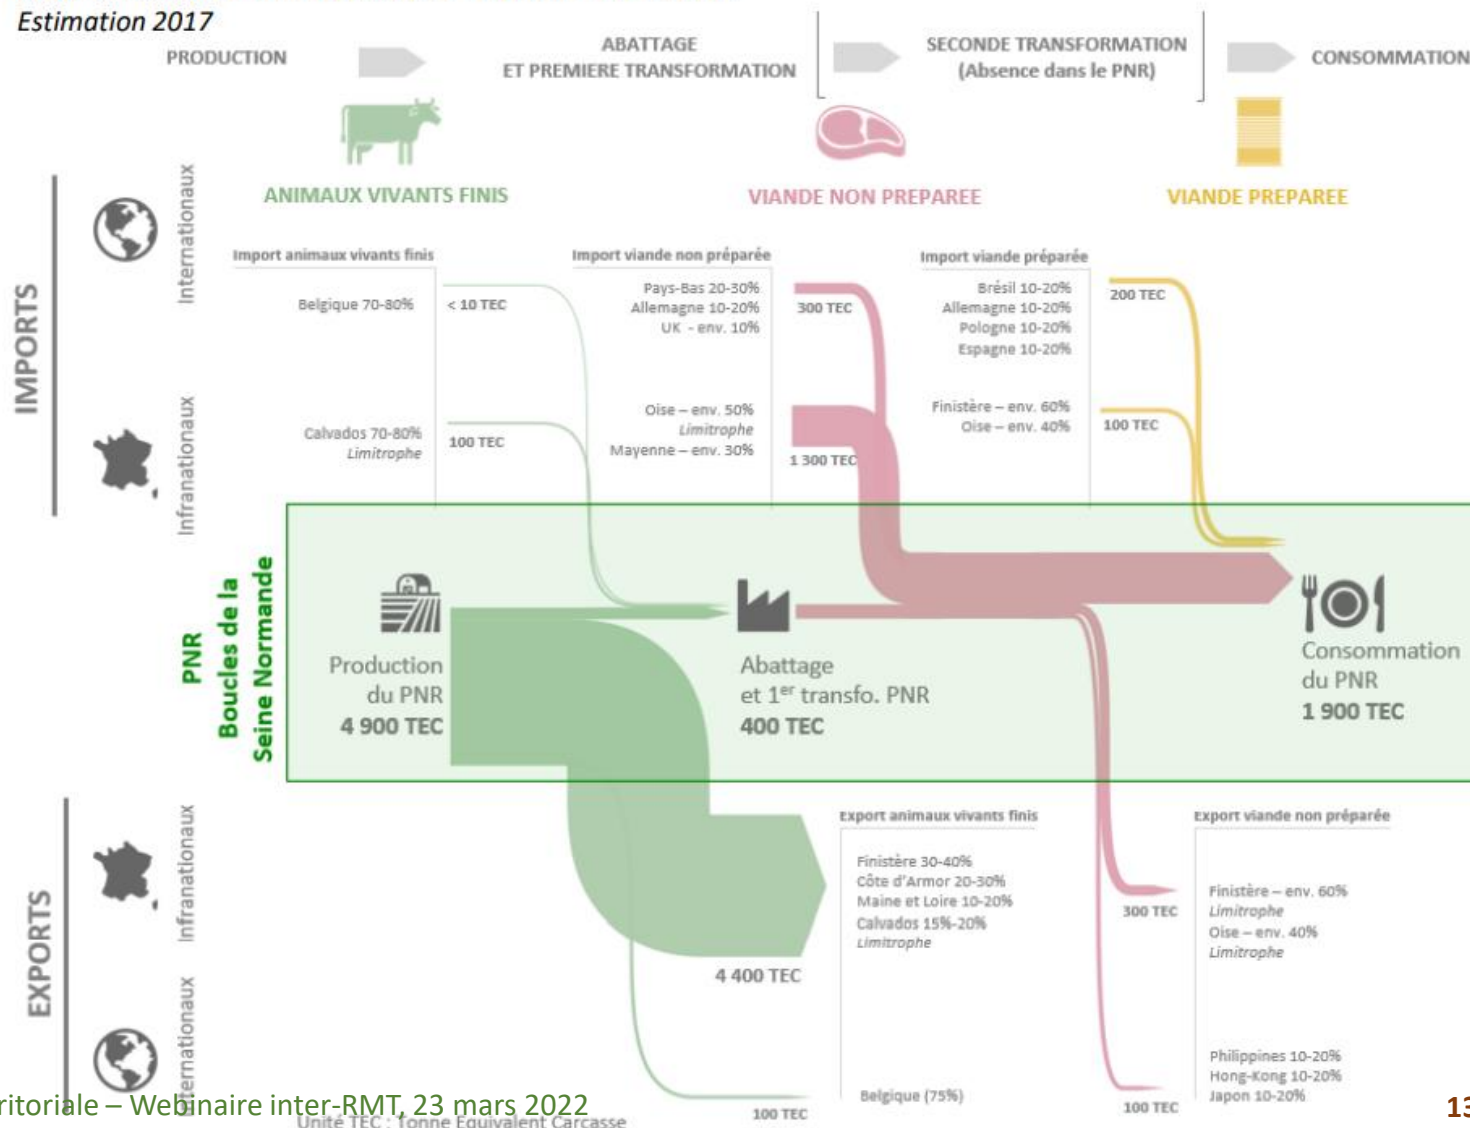 Estimation 2017
PRODUCTION
ABATTAGE
ET PREMIERE TRANSFORMATION
SECONDE TRANSFORMATION
(Absence dans le PNR)
CONSOMMATION
ANIMAUX VIVANTS FINIS
VIANDE NON PREPAREE
VIANDE PREPAREE
IMPORTS
Internationaux
Import animaux vivants finis
Belgique 70-80%
< 10 TEC
Import viande non préparée
Pays-Bas 20-30%
Allemagne 10-20%
UK - env. 10%
300 TEC
Import viande préparée
Brésil 10-20%
Allemagne 10-20%
Pologne 10-20%
Espagne 10-20%
200 TEC
Infranationaux
Calvados 70-80%
Limitrophe
100 TEC
Oise – env. 50%
Limitrophe
Mayenne – env. 30%
1 300 TEC
Finistère – env. 60%
Oise – env. 40%
100 TEC
PNR
Boucles de la
Seine Normande
Production
du PNR
4 900 TEC
Abattage
et 1er transfo. PNR
400 TEC
Consommation
du PNR
1 900 TEC
EXPORTS
Infranationaux
4 400 TEC
Export animaux vivants finis
Finistère 30-40%
Côte d'Armor 20-30%
Maine et Loire 10-20%
Calvados 15%-20%
Limitrophe
300 TEC
Export viande non préparée
Finistère – env. 60%
Limitrophe
Oise – env. 40%
Limitrophe
Internationaux
100 TEC
Belgique (75%)
100 TEC
Philippines 10-20%
Hong-Kong 10-20%
Japon 10-20%
ritoriale – Webinaire inter-RMT, 23 mars 2022
13
Unité TEC : Tonne Equivalent Carcasse